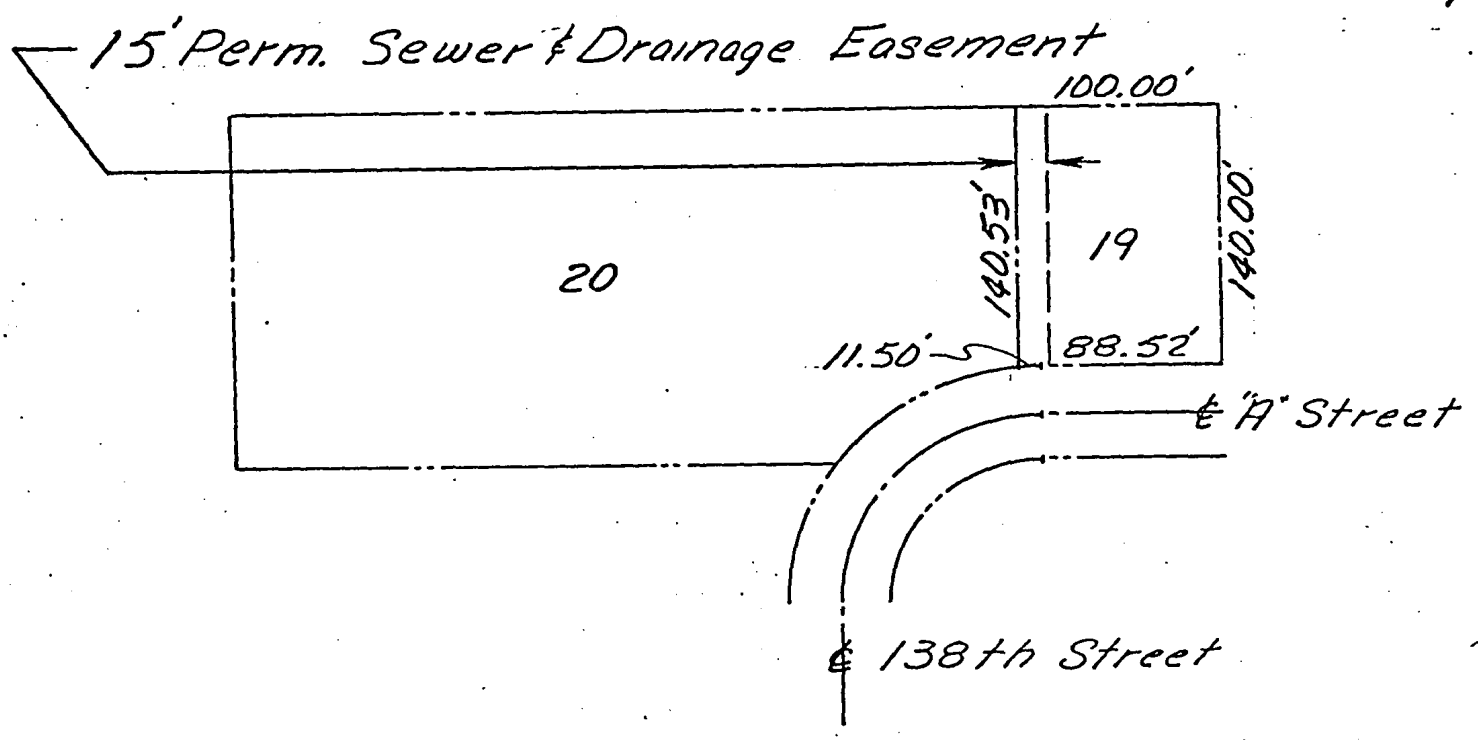 15' Perm. Sewer & Drainage Easement
100.00'
140.53'
19
140.00'
20
11.50'
88.52'
℄ "A" Street
℄ 138th Street